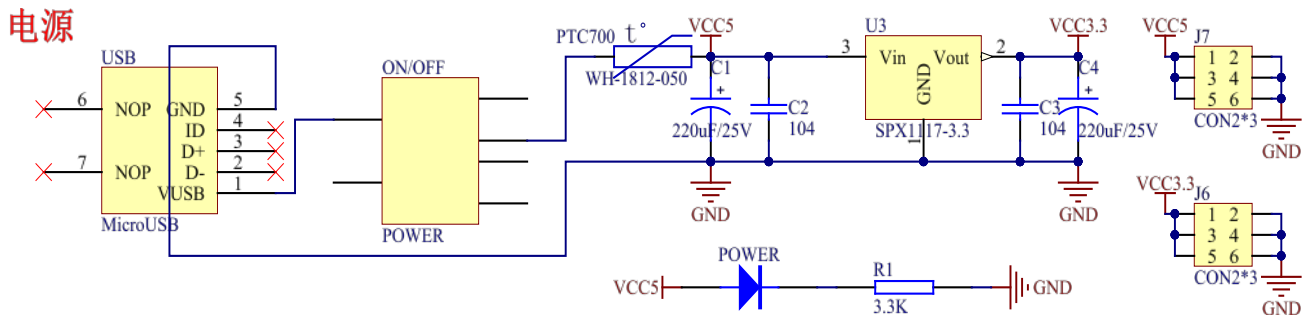 电源
USB
6 NOP GND 5
ID 4
D+ 3
7 NOP D- 2
VUSB 1
MicroUSB
ON/OFF
POWER
PTC700 t°
WH-1812-050
VCC5
C1
+
220uF/25V
C2
104
GND
U3
3 Vin Vout 2
GND
1
SPX1117-3.3
VCC3.3
C3
104
C4
+
220uF/25V
GND
POWER
VCC5
R1
3.3K
GND
VCC5
J7
1 2
3 4
5 6
CON2*3
GND
VCC3.3
J6
1 2
3 4
5 6
CON2*3
GND